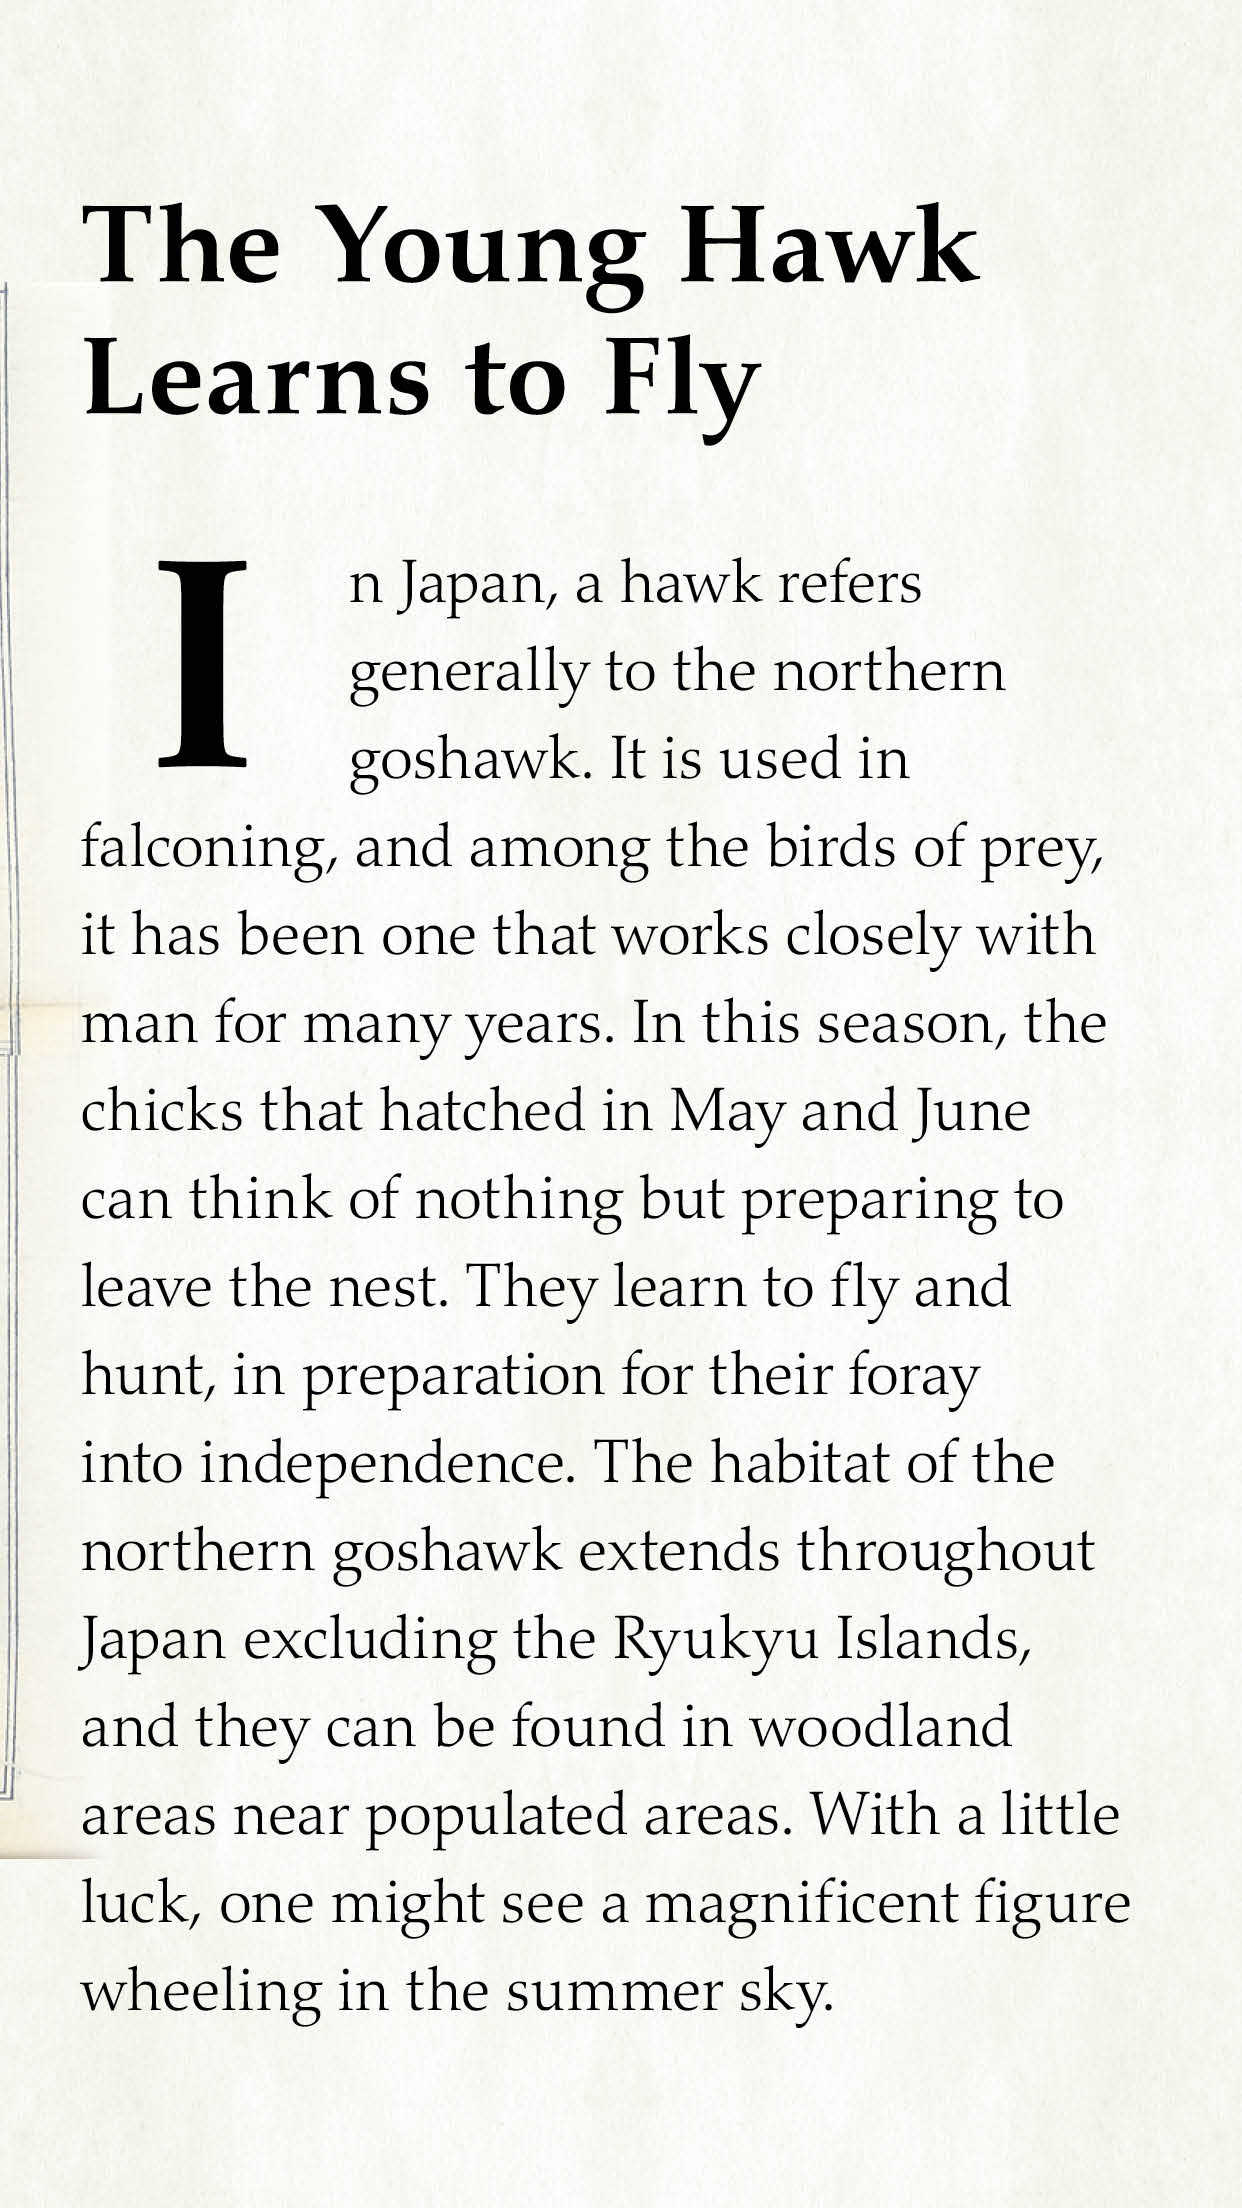 The Young Hawk
Learns to Fly
In Japan, a hawk refers
generally to the northern
goshawk. It is used in
falconing, and among the birds of prey,
it has been one that works closely with
man for many years. In this season, the
chicks that hatched in May and June
can think of nothing but preparing to
leave the nest. They learn to fly and
hunt, in preparation for their foray
into independence. The habitat of the
northern goshawk extends throughout
Japan excluding the Ryukyu Islands,
and they can be found in woodland
areas near populated areas. With a little
luck, one might see a magnificent figure
wheeling in the summer sky.